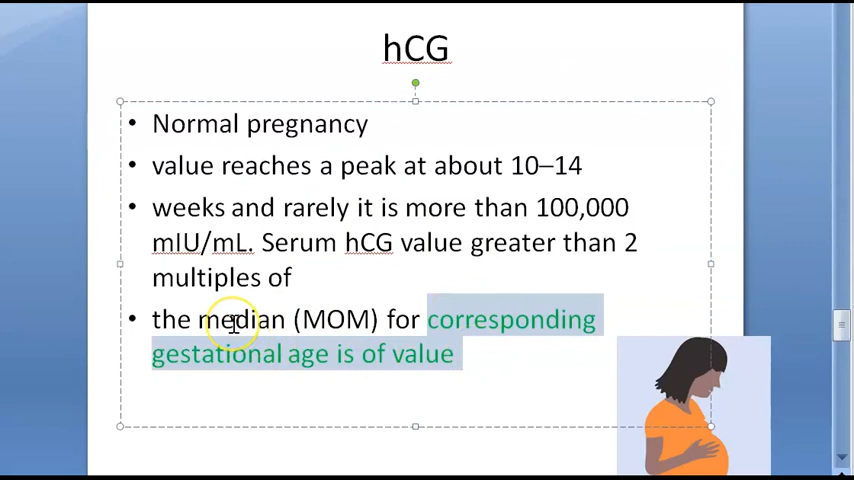 hCG
• Normal pregnancy
• value reaches a peak at about 10–14
• weeks and rarely it is more than 100,000
mIU/mL. Serum hCG value greater than 2
multiples of
• the median (MOM) for corresponding
gestational age is of value